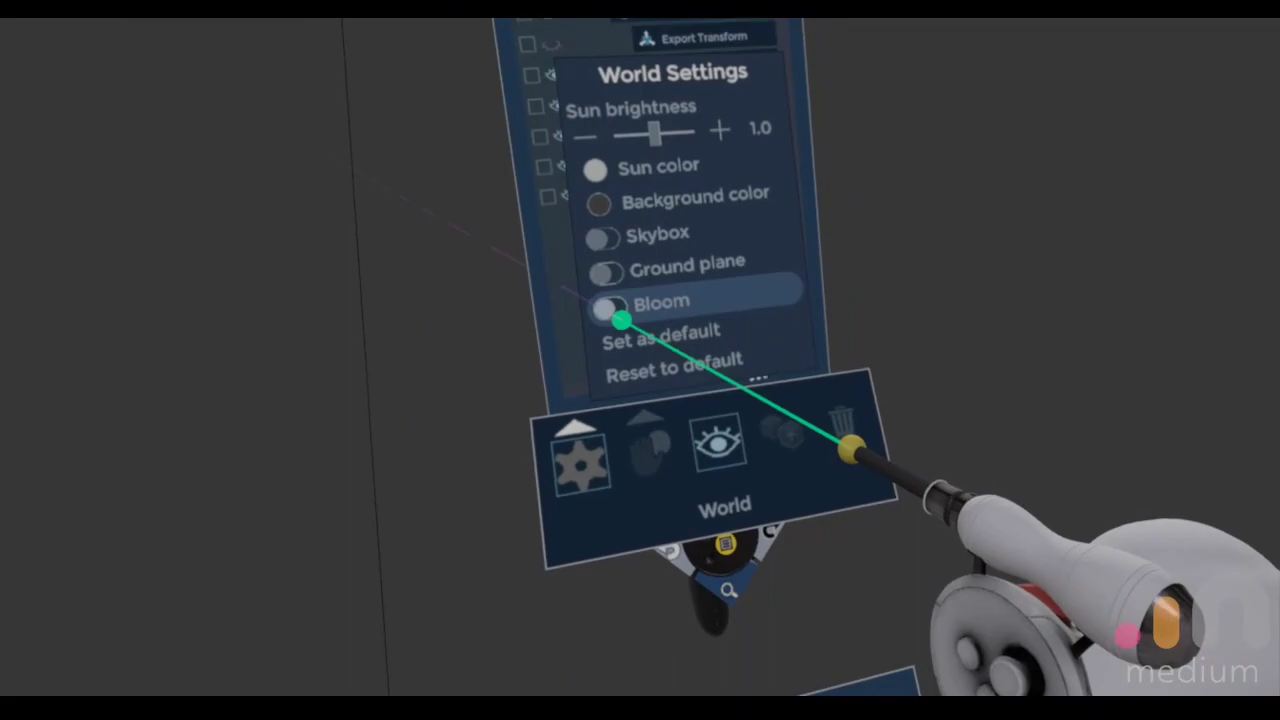 Export Transform
World Settings
Sun brightness
1.0
Sun color
Background color
Skybox
Ground plane
Bloom
Set as default
Reset to default
...
World
medium